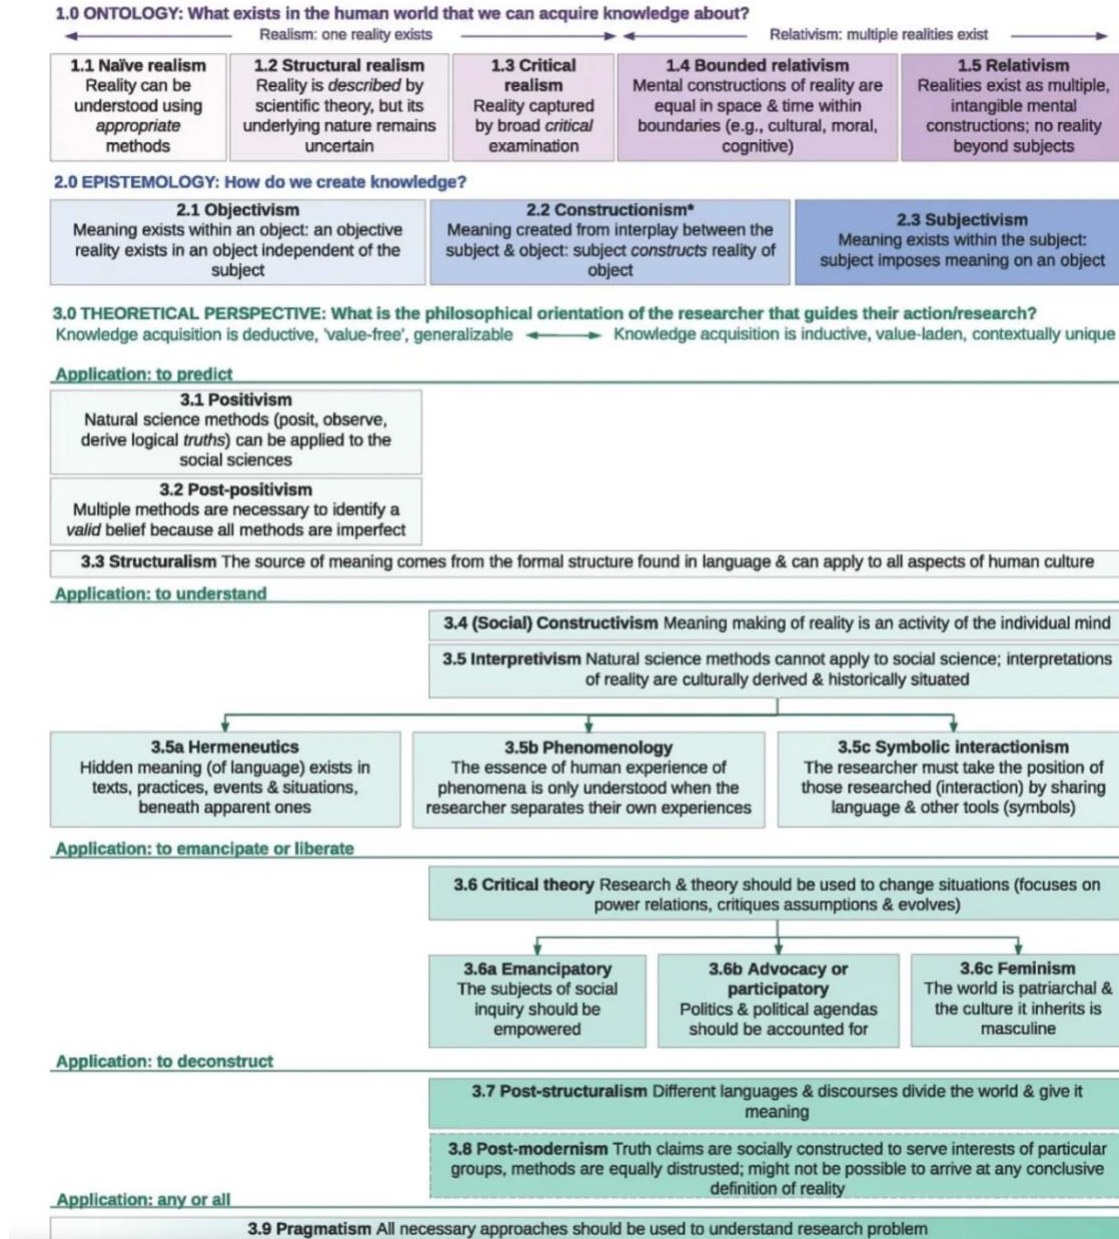 1.0 ONTOLOGY: What exists in the human world that we can acquire knowledge about?
Realism: one reality exists
Relativism: multiple realities exist
1.1 Naïve realism
Reality can be
understood using
appropriate
methods
1.2 Structural realism
Reality is described by
scientific theory, but its
underlying nature remains
uncertain
1.3 Critical
realism
Reality captured
by broad critical
examination
1.4 Bounded relativism
Mental constructions of reality are
equal in space & time within
boundaries (e.g., cultural, moral,
cognitive)
1.5 Relativism
Realities exist as multiple,
intangible mental
constructions; no reality
beyond subjects
2.0 EPISTEMOLOGY: How do we create knowledge?
2.1 Objectivism
Meaning exists within an object: an objective
reality exists in an object independent of the
subject
2.2 Constructionism*
Meaning created from interplay between the
subject & object: subject constructs reality of
object
2.3 Subjectivism
Meaning exists within the subject:
subject imposes meaning on an object
3.0 THEORETICAL PERSPECTIVE: What is the philosophical orientation of the researcher that guides their action/research?
Knowledge acquisition is deductive, 'value-free', generalizable
Knowledge acquisition is inductive, value-laden, contextually unique
Application: to predict
3.1 Positivism
Natural science methods (posit, observe,
derive logical truths) can be applied to the
social sciences
3.2 Post-positivism
Multiple methods are necessary to identify a
valid belief because all methods are imperfect
3.3 Structuralism The source of meaning comes from the formal structure found in language & can apply to all aspects of human culture
Application: to understand
3.4 (Social) Constructivism Meaning making of reality is an activity of the individual mind
3.5 Interpretivism Natural science methods cannot apply to social science; interpretations
of reality are culturally derived & historically situated
3.5a Hermeneutics
Hidden meaning (of language) exists in
texts, practices, events & situations,
beneath apparent ones
3.5b Phenomenology
The essence of human experience of
phenomena is only understood when the
researcher separates their own experiences
3.5c Symbolic interactionism
The researcher must take the position of
those researched (interaction) by sharing
language & other tools (symbols)
Application: to emancipate or liberate
3.6 Critical theory Research & theory should be used to change situations (focuses on
power relations, critiques assumptions & evolves)
3.6a Emancipatory
The subjects of social
inquiry should be
empowered
3.6b Advocacy or
participatory
Politics & political agendas
should be accounted for
3.6c Feminism
The world is patriarchal &
the culture it inherits is
masculine
Application: to deconstruct
3.7 Post-structuralism Different languages & discourses divide the world & give it
meaning
3.8 Post-modernism Truth claims are socially constructed to serve interests of particular
groups, methods are equally distrusted; might not be possible to arrive at any conclusive
definition of reality
Application: any or all
3.9 Pragmatism All necessary approaches should be used to understand research problem